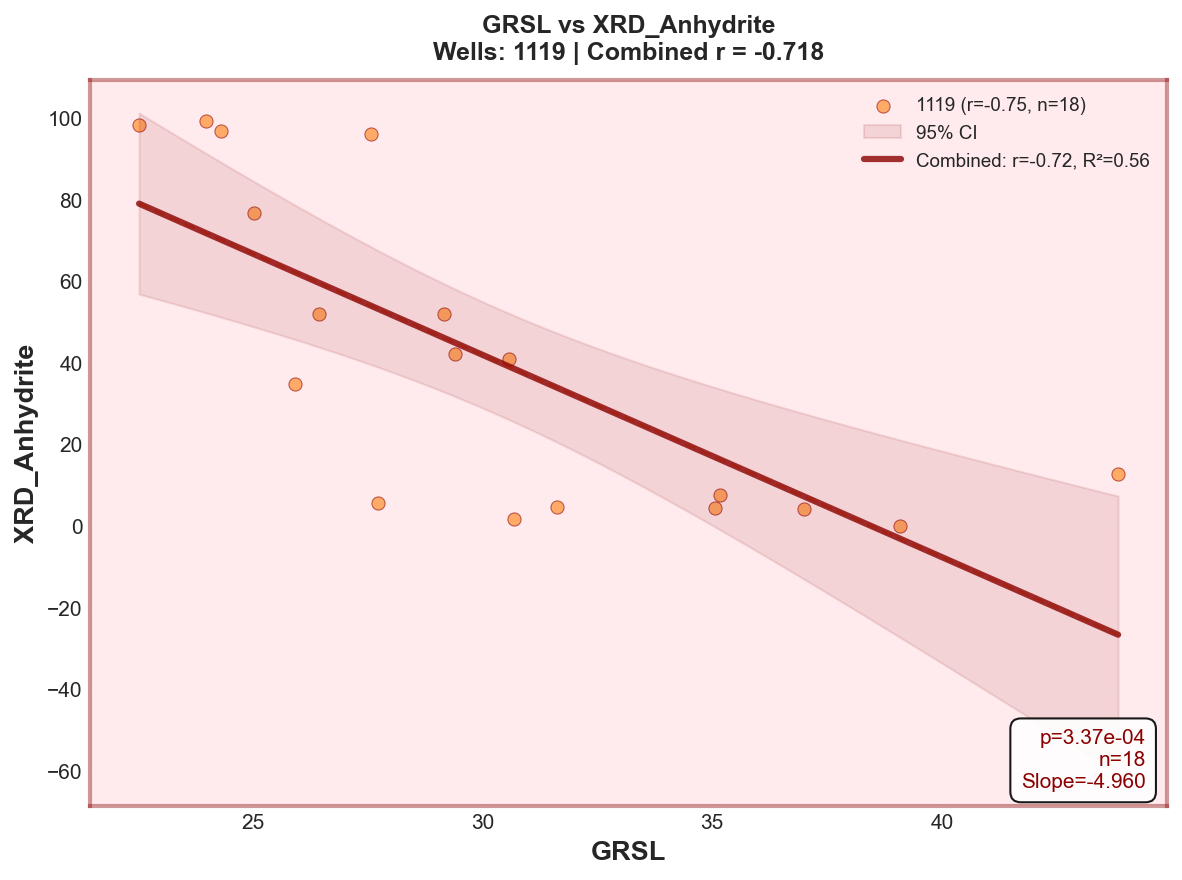 GRSL vs XRD_Anhydrite
Wells: 1119 | Combined r = -0.718
1119 (r=-0.75, n=18)
95% CI
Combined: r=-0.72, R²=0.56
XRD_Anhydrite
100
80
60
40
20
0
−20
−40
−60
p=3.37e-04
n=18
Slope=-4.960
25
30
35
40
GRSL